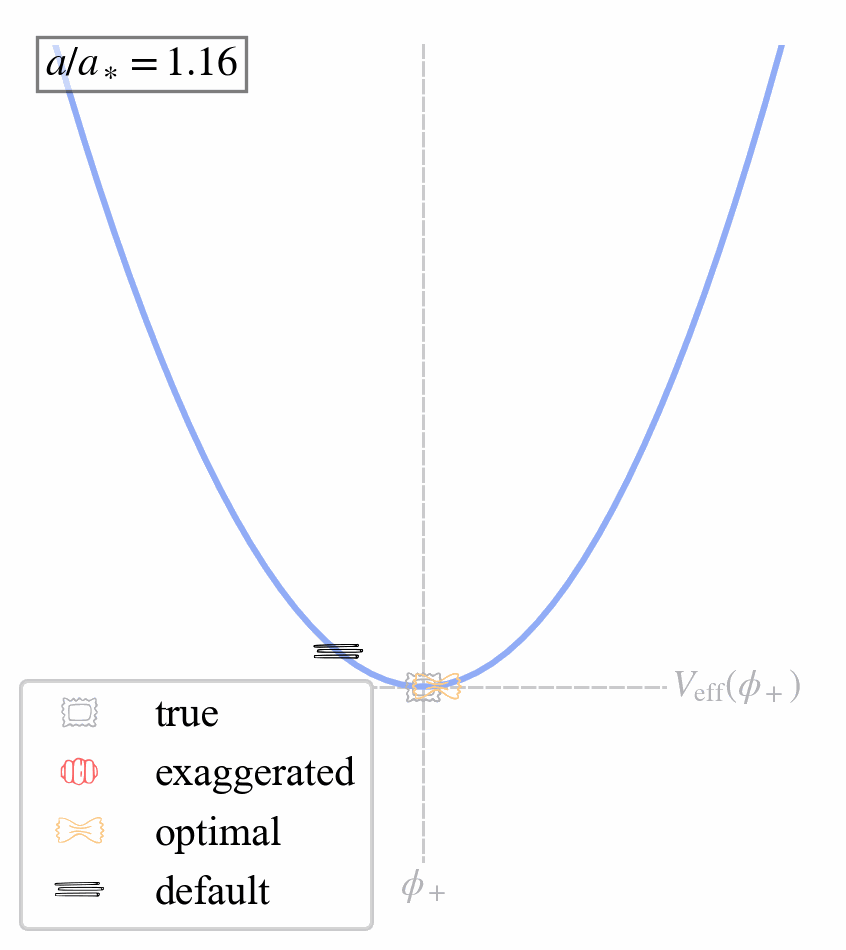 a/a* = 1.16
V_eff(ϕ₊)
true
exaggerated
optimal
default
ϕ₊